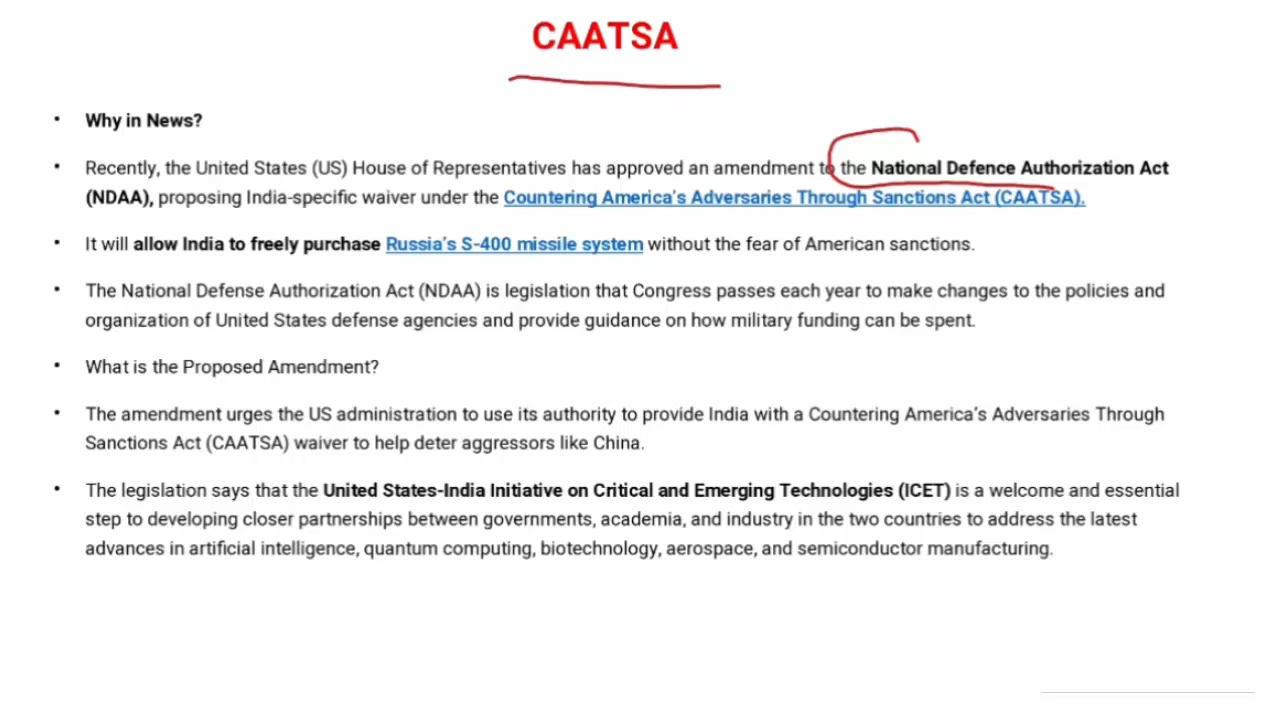 CAATSA
• Why in News?
• Recently, the United States (US) House of Representatives has approved an amendment to the National Defence Authorization Act
(NDAA), proposing India-specific waiver under the Countering America's Adversaries Through Sanctions Act (CAATSA).
• It will allow India to freely purchase Russia's S-400 missile system without the fear of American sanctions.
• The National Defense Authorization Act (NDAA) is legislation that Congress passes each year to make changes to the policies and
organization of United States defense agencies and provide guidance on how military funding can be spent.
• What is the Proposed Amendment?
• The amendment urges the US administration to use its authority to provide India with a Countering America's Adversaries Through
Sanctions Act (CAATSA) waiver to help deter aggressors like China.
• The legislation says that the United States-India Initiative on Critical and Emerging Technologies (ICET) is a welcome and essential
step to developing closer partnerships between governments, academia, and industry in the two countries to address the latest
advances in artificial intelligence, quantum computing, biotechnology, aerospace, and semiconductor manufacturing.